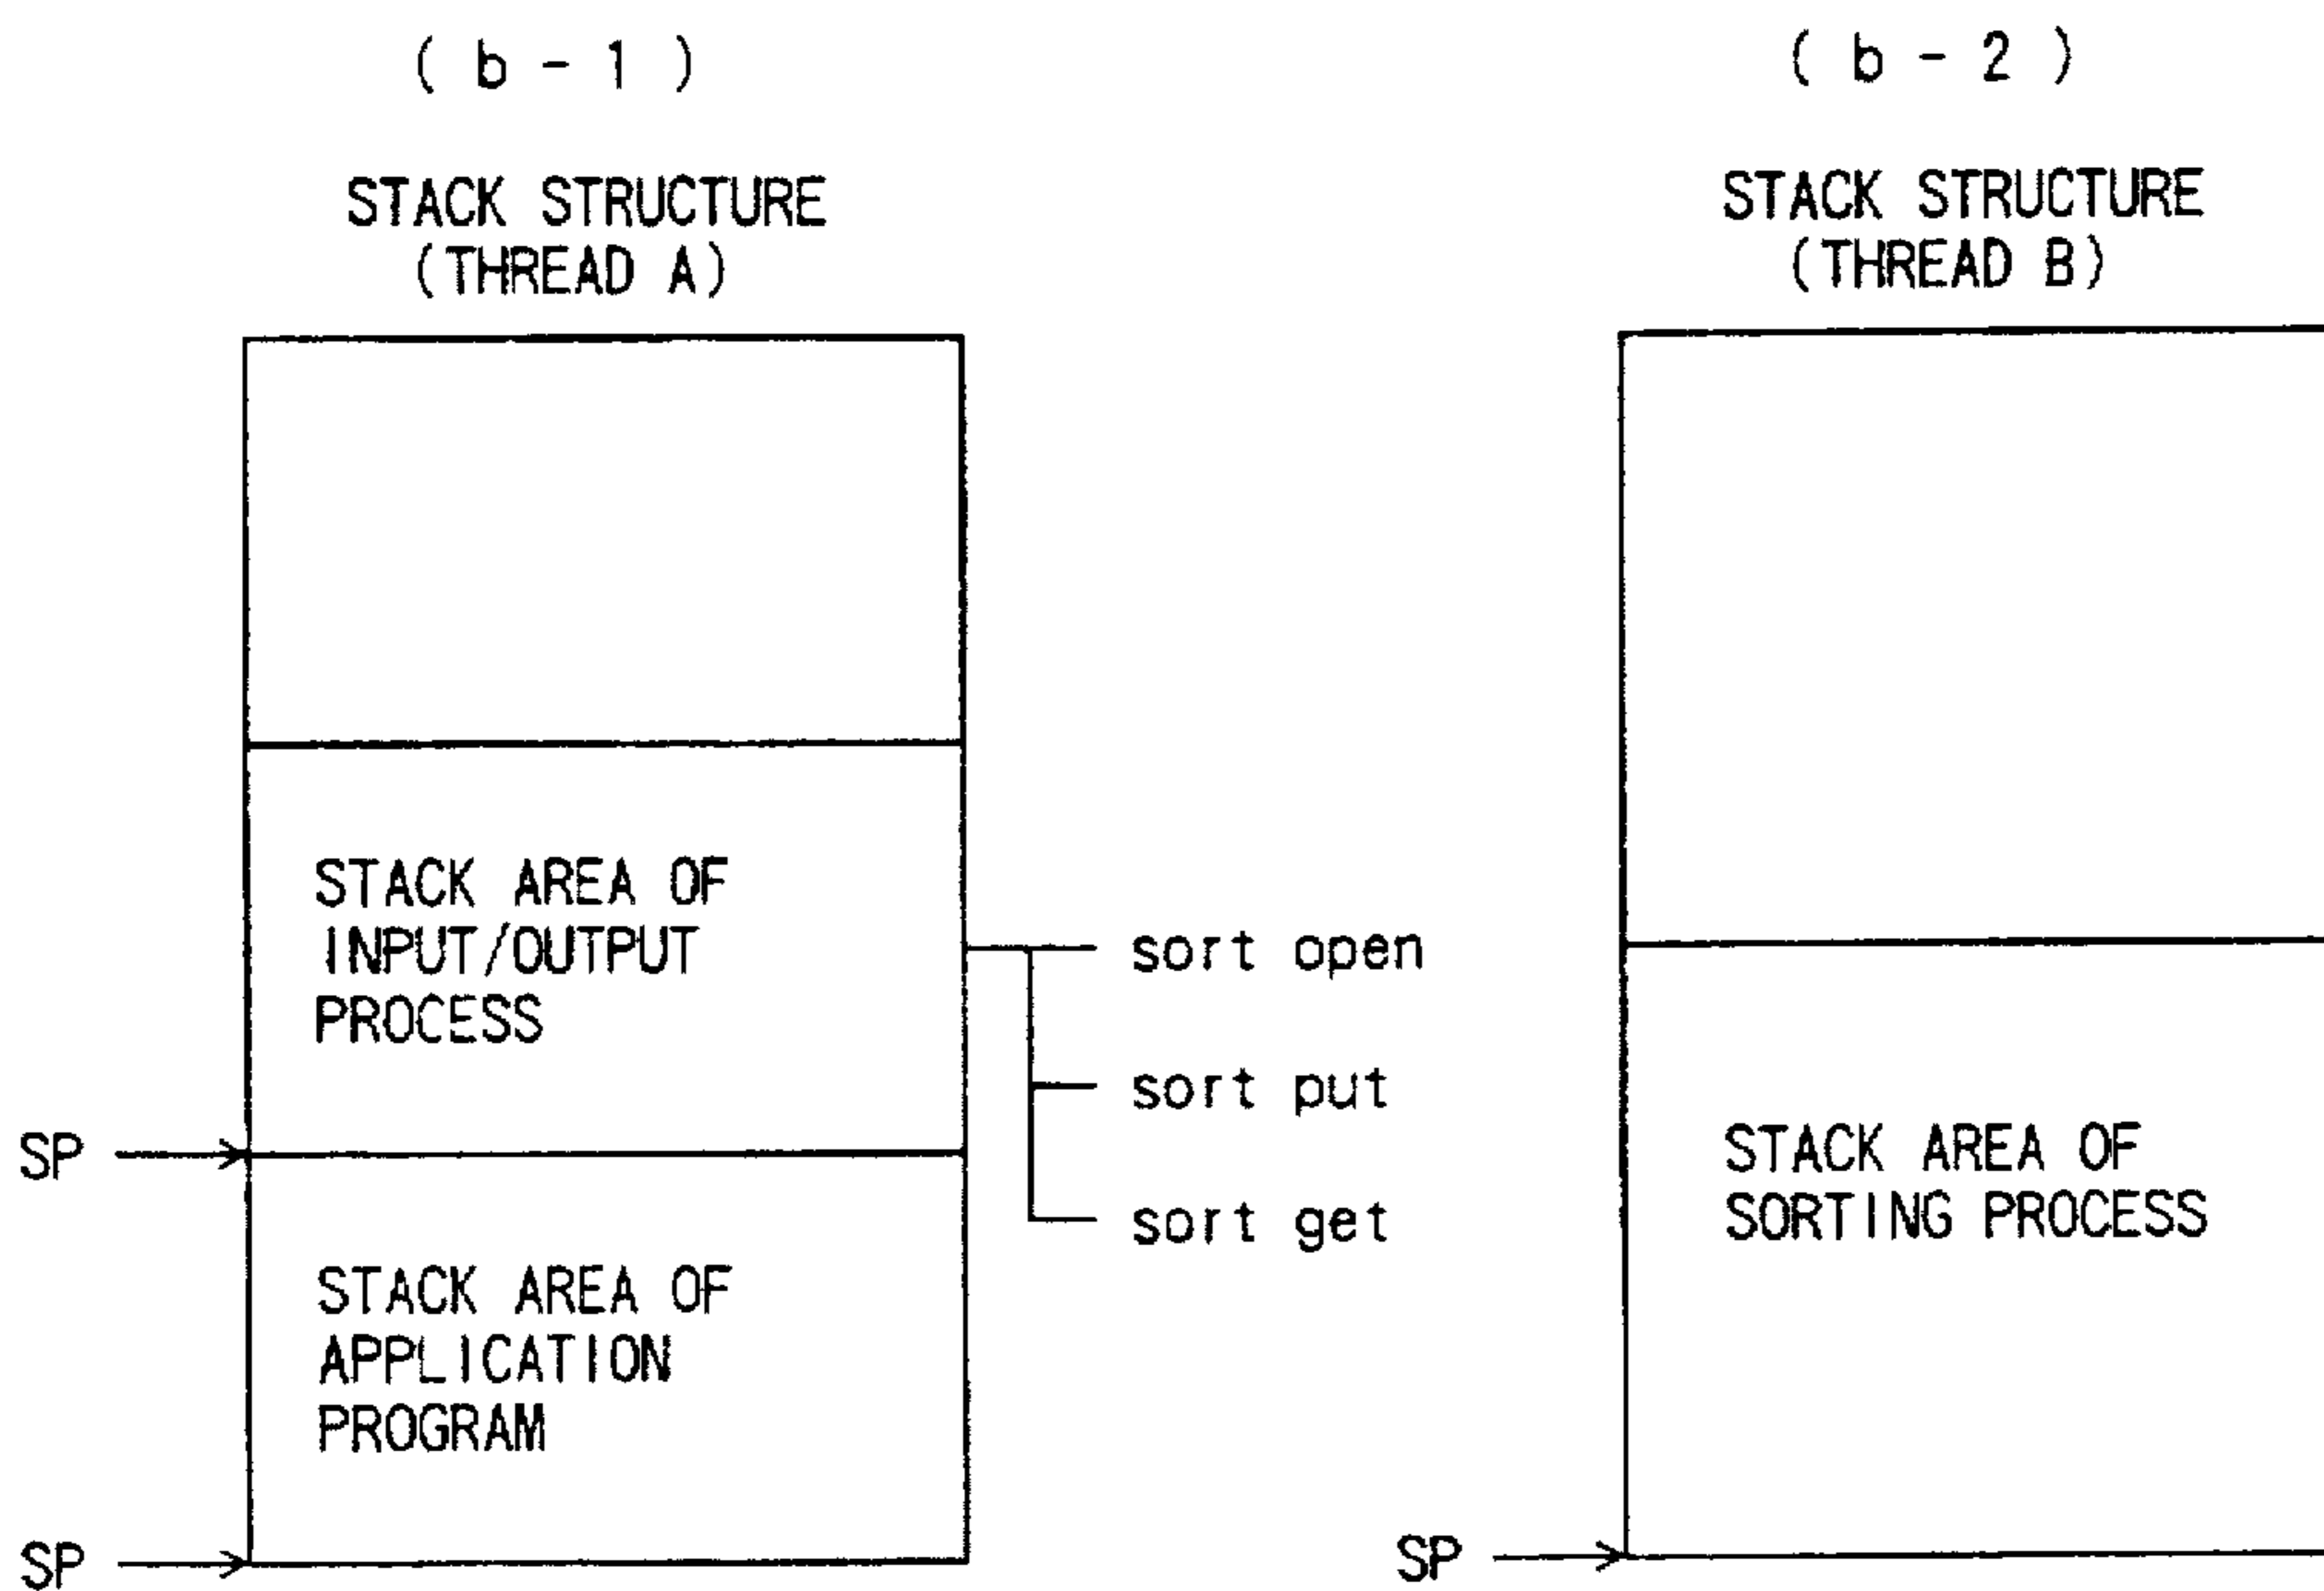 ( b - 1 )
STACK STRUCTURE
(THREAD A)
STACK AREA OF
INPUT/OUTPUT
PROCESS
sort open
sort put
sort get
SP
STACK AREA OF
APPLICATION
PROGRAM
SP
( b - 2 )
STACK STRUCTURE
(THREAD B)
STACK AREA OF
SORTING PROCESS
SP